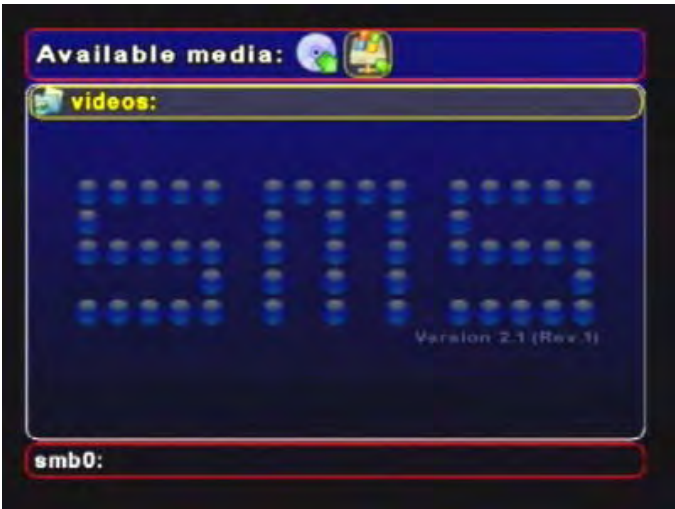 Available media:
videos:
SMS
Version 2.1 (Rev.1)
smb0: